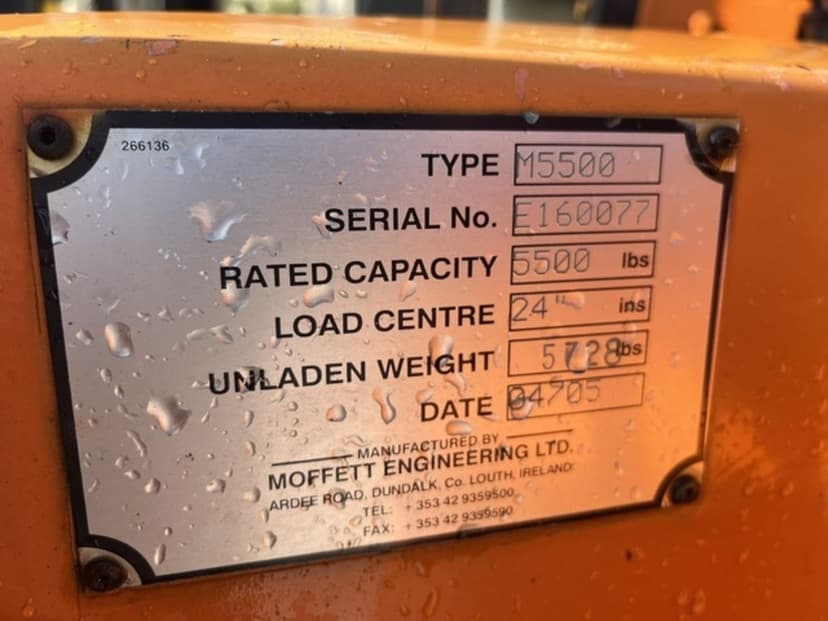 266136
TYPE M5500
SERIAL No. E160077
RATED CAPACITY 5500 lbs
LOAD CENTRE 24" ins
UNLADEN WEIGHT 5728 lbs
DATE 04/05
MANUFACTURED BY
MOFFETT ENGINEERING LTD.
ARDEE ROAD, DUNDALK, Co. LOUTH, IRELAND
TEL: +353 42 9359500
FAX: +353 42 9359590